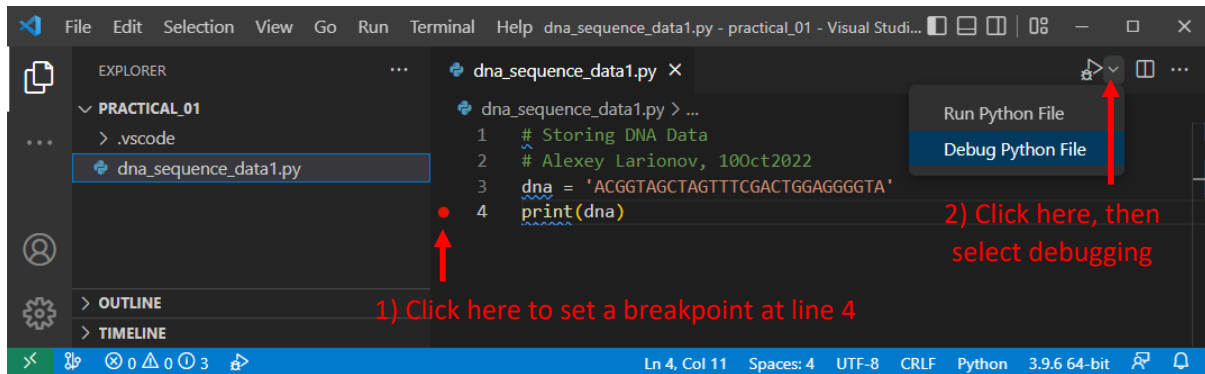 File Edit Selection View Go Run Terminal Help dna_sequence_data1.py - practical_01 - Visual Studi...
EXPLORER ...
dna_sequence_data1.py
PRACTICAL_01
> .vscode
dna_sequence_data1.py
dna_sequence_data1.py > ...
1 # Storing DNA Data
2 # Alexey Larionov, 10Oct2022
3 dna = 'ACGGTAGCTAGTTTCGACTGGAGGGGTA'
4 print(dna)
Run Python File
Debug Python File
2) Click here, then
select debugging
1) Click here to set a breakpoint at line 4
> OUTLINE
> TIMELINE
0 0 3 Ln 4, Col 11 Spaces: 4 UTF-8 CRLF Python 3.9.6 64-bit